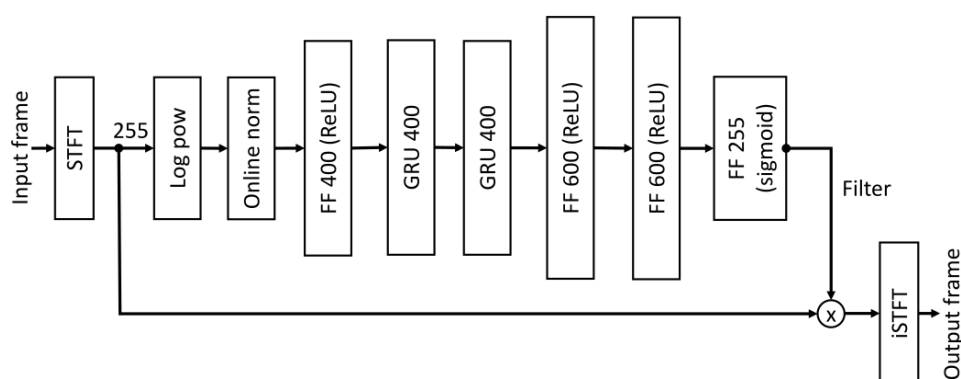 Input frame
STFT
255
Log pow
Online norm
FF 400 (ReLU)
GRU 400
GRU 400
FF 600 (ReLU)
FF 600 (ReLU)
FF 255
(sigmoid)
Filter
x
iSTFT
Output frame